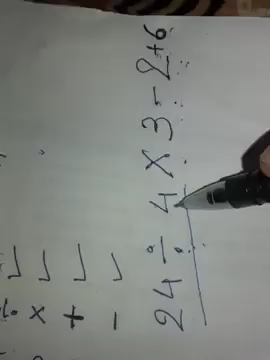 ÷ ✓
× ✓
+ ✓
- ✓
24 ÷ 4 × 3 - 2 + 6